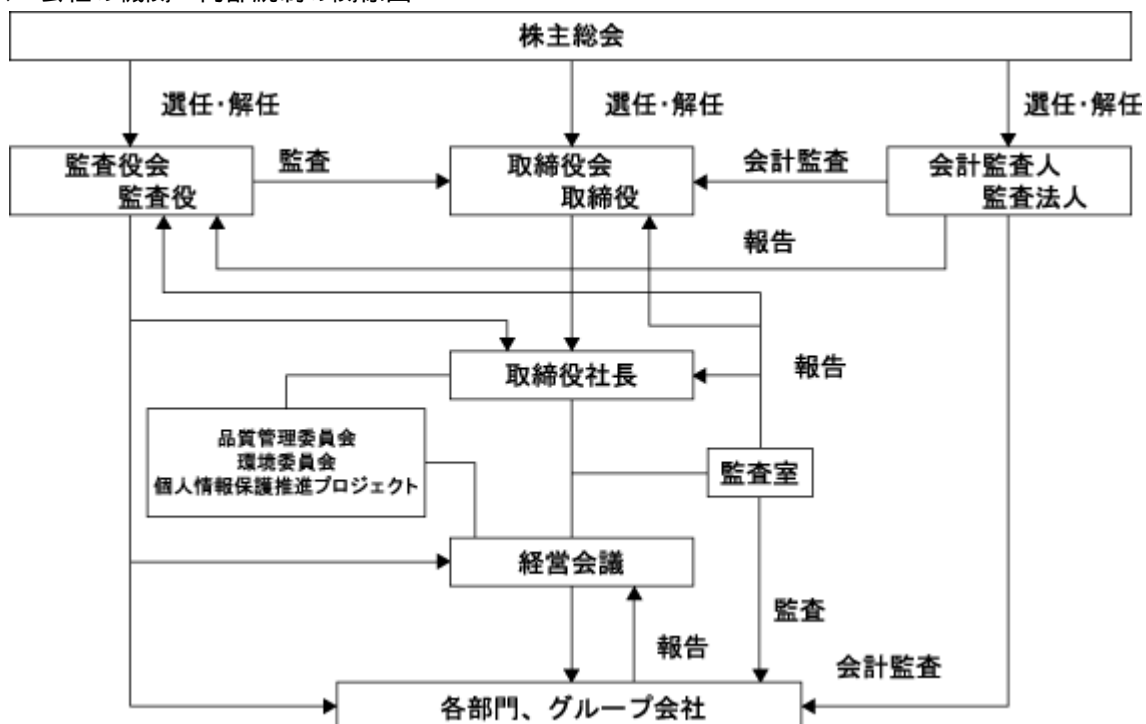 株主総会
選任・解任
選任・解任
選任・解任
監査役会
監査役
監査
取締役会
取締役
会計監査
会計監査人
監査法人
報告
取締役社長
報告
品質管理委員会
環境委員会
個人情報保護推進プロジェクト
監査室
経営会議
監査
報告
会計監査
各部門、グループ会社